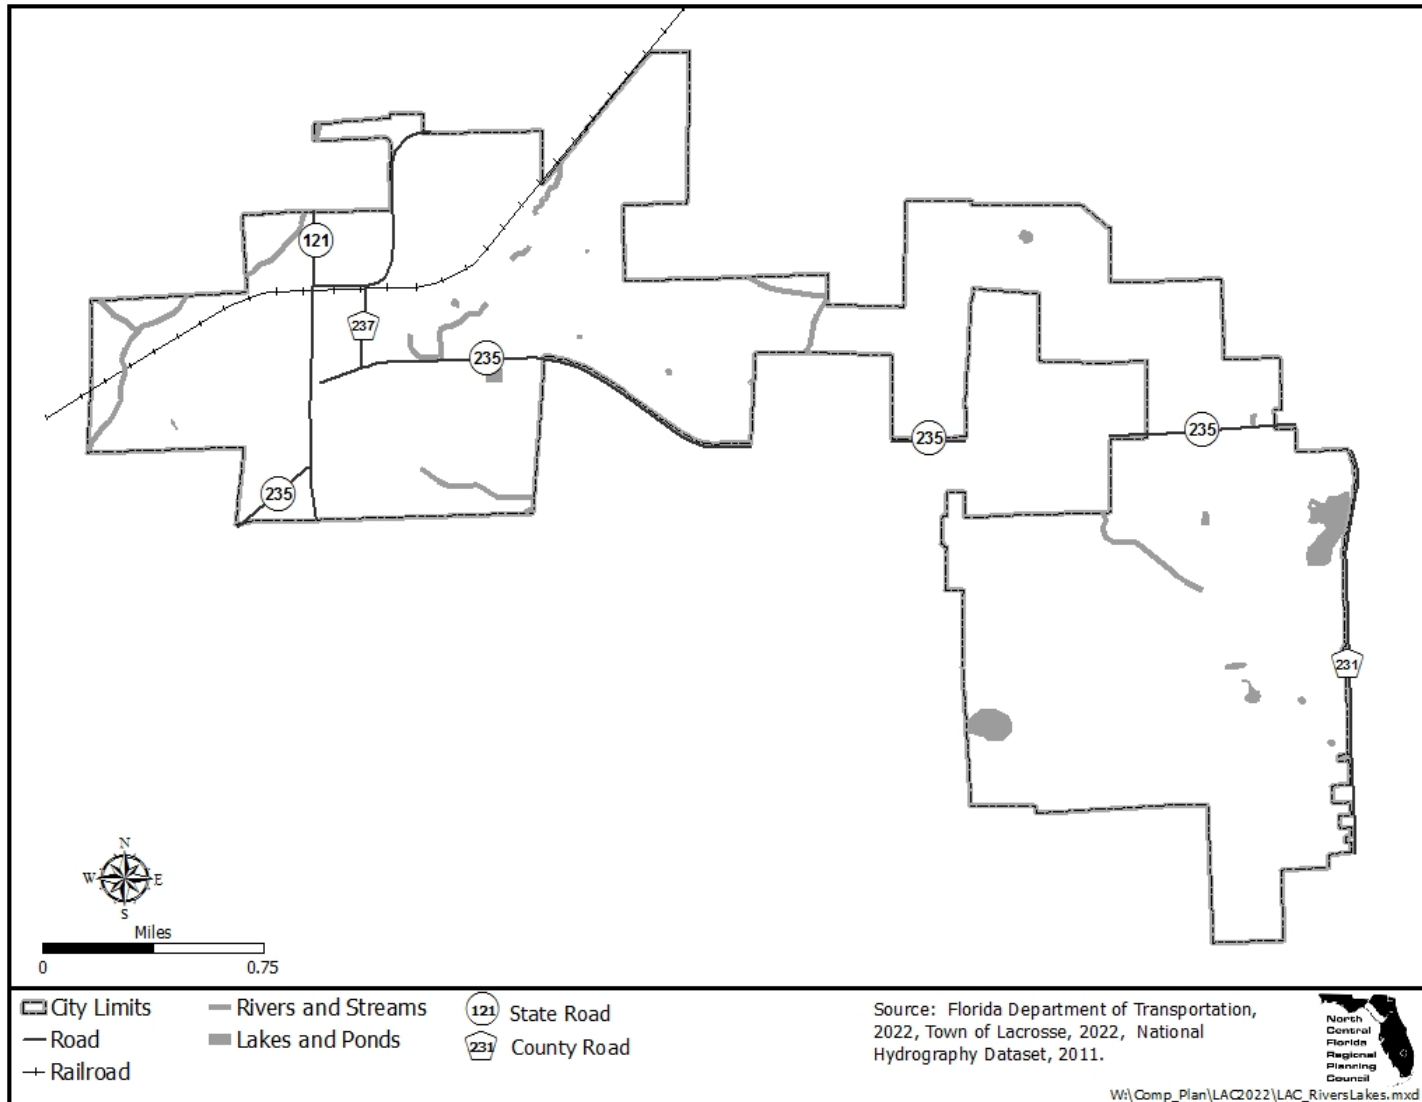 121
237
235
235
235
235
231
N
W E
S
Miles
0 0.75
City Limits
Road
Railroad
Rivers and Streams
Lakes and Ponds
121 State Road
231 County Road
Source: Florida Department of Transportation,
2022, Town of Lacrosse, 2022, National
Hydrography Dataset, 2011.
North
Central
Florida
Regional
Planning
Council
W:\Comp_Plan\LAC2022\LAC_RiversLakes.mxd